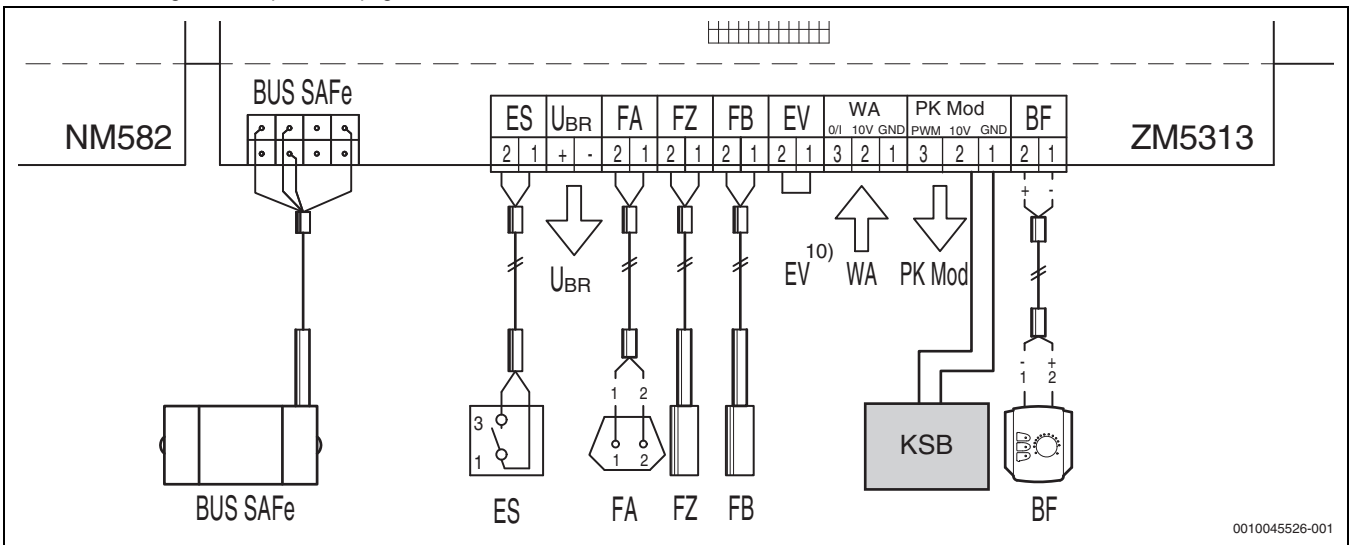 BUS SAFe
NM582
ZM5313
ES UBR FA FZ FB EV WA PK Mod BF
0/I 10V GND PWM 10V GND
2 1 + - 2 1 2 1 2 1 2 1 3 2 1 3 2 1 2 1
+ -
10)
UBR EV WA PK Mod
- +
1 2 1 2
3
1
1 2
KSB
BUS SAFe ES FA FZ FB BF
0010045526-001